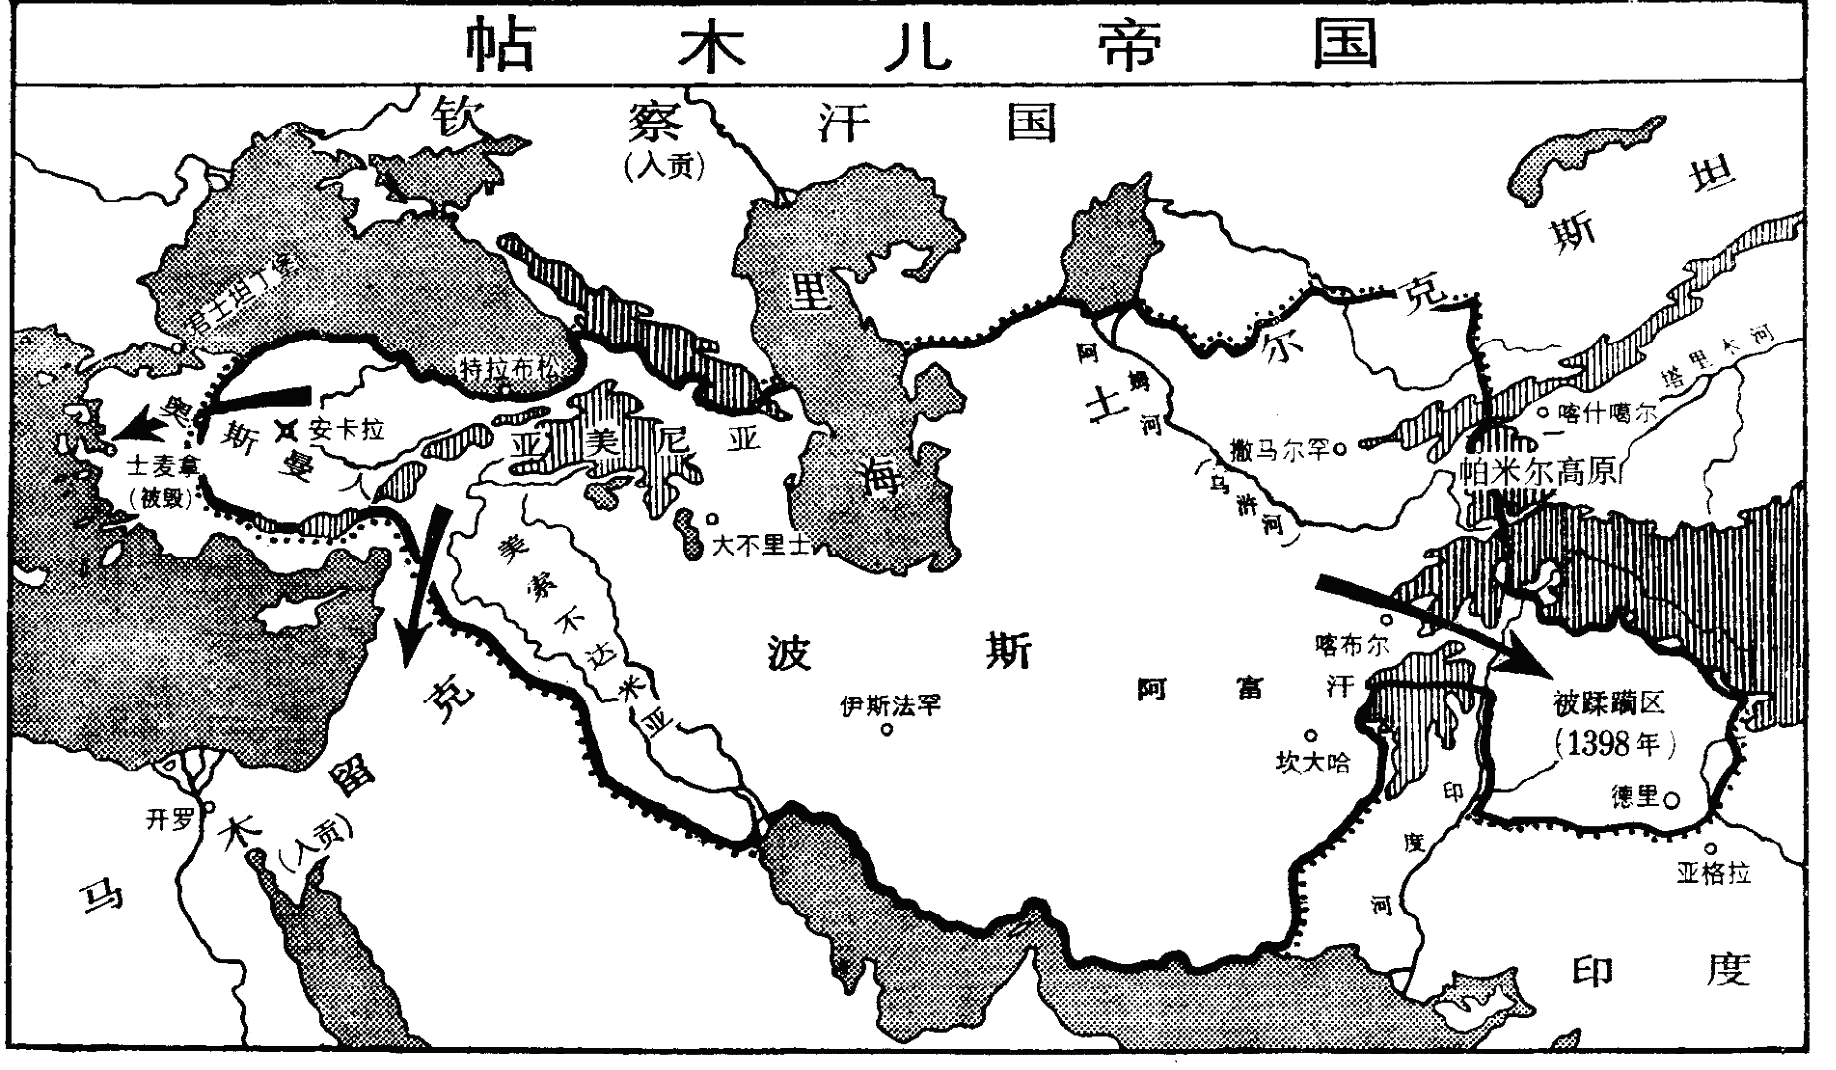 帖木儿帝国
钦察汗国
(入贡)
土尔克斯坦
里海
君士坦丁堡
特拉布松
奥斯曼
安卡拉
士麦拿
(被毁)
亚美尼亚
大不里士
美索不达米亚
阿姆河
乌浒河
撒马尔罕
喀什噶尔
塔里木河
帕米尔高原
波斯
伊斯法罕
阿富汗
喀布尔
坎大哈
被蹂躏区
(1398年)
德里
亚格拉
印度河
印度
开罗
马木留克
(入贡)